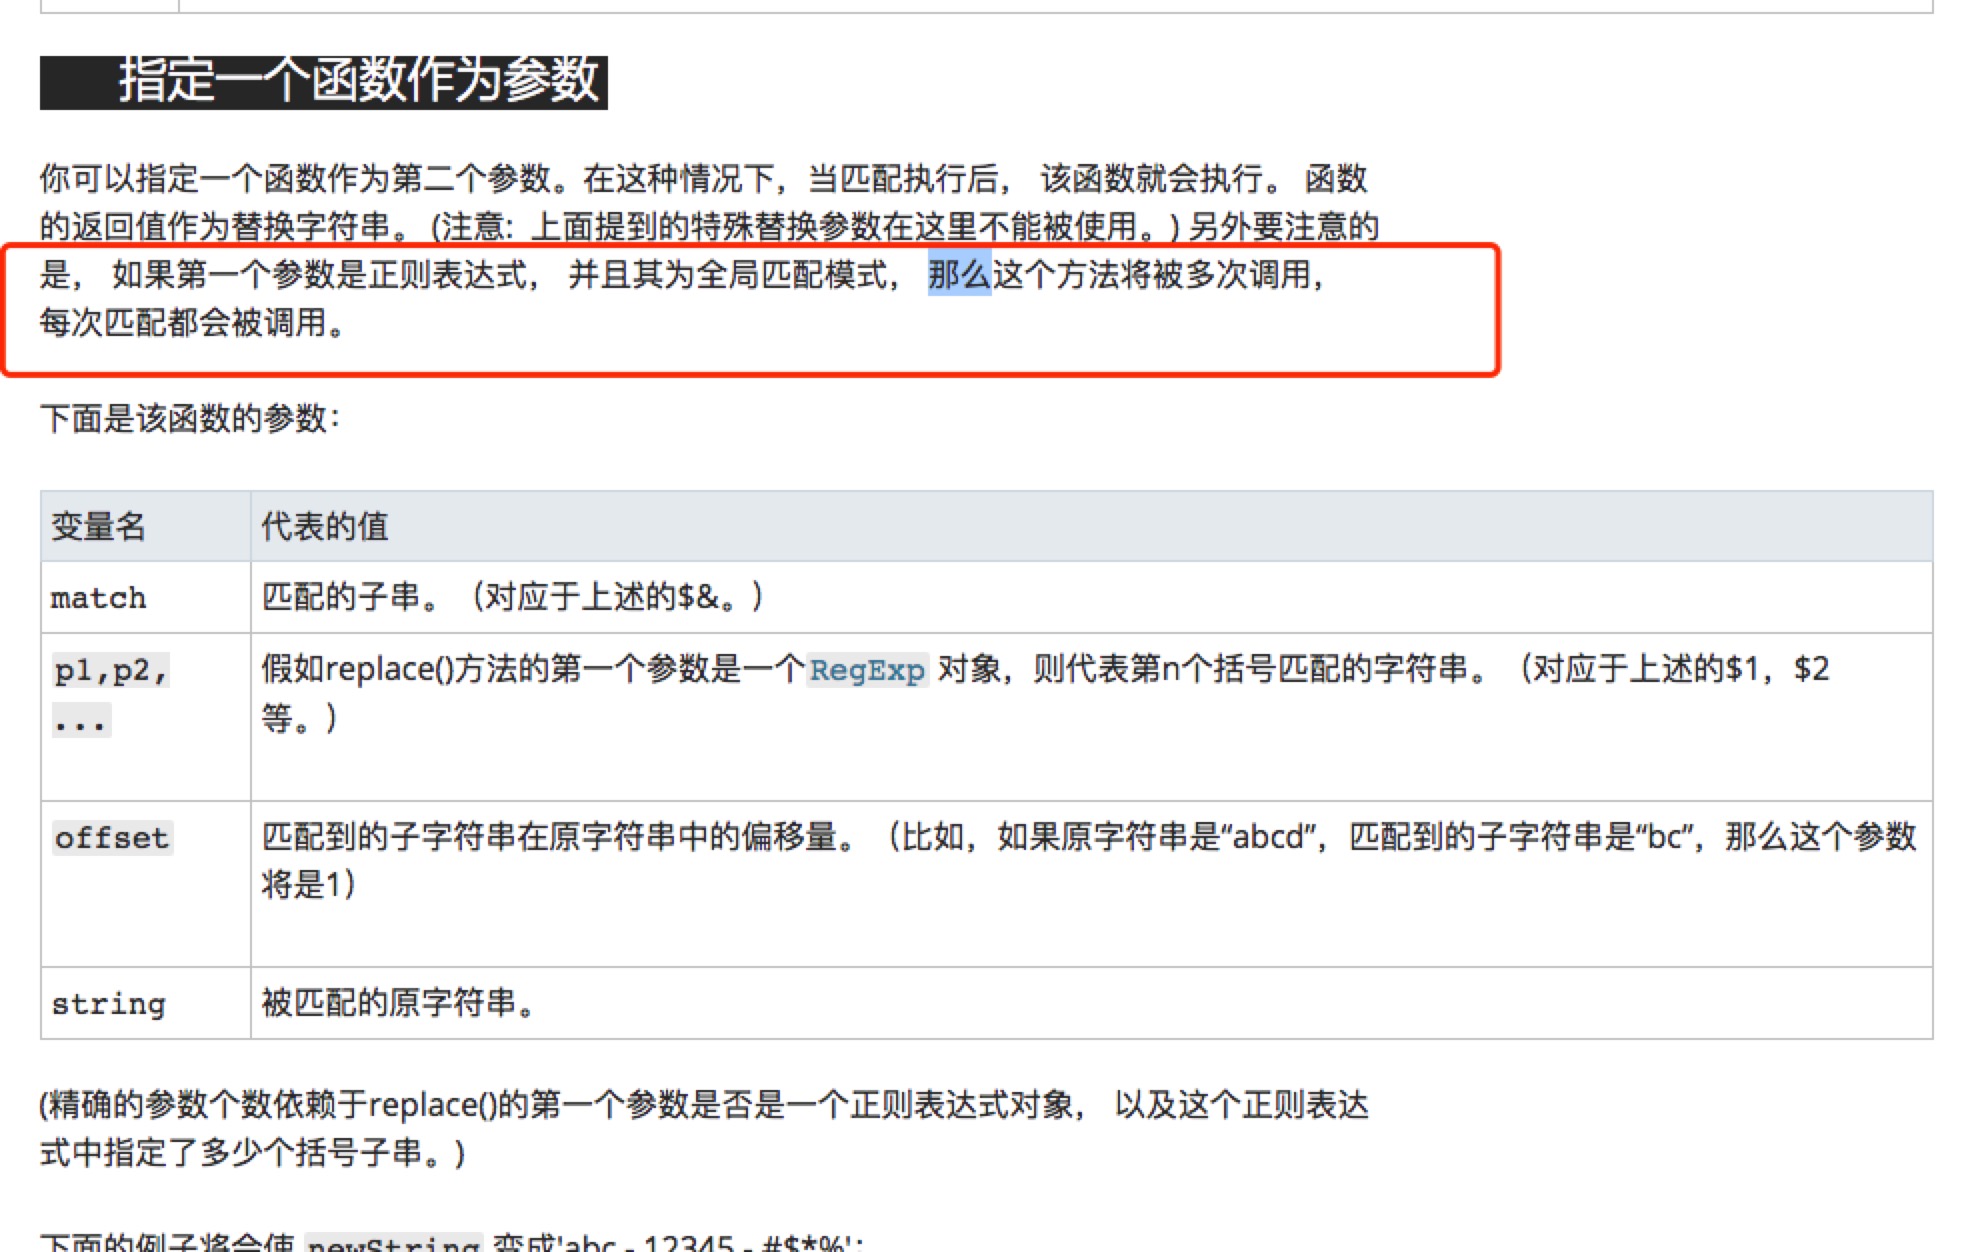 指定一个函数作为参数
你可以指定一个函数作为第二个参数。在这种情况下，当匹配执行后， 该函数就会执行。 函数
的返回值作为替换字符串。 (注意:  上面提到的特殊替换参数在这里不能被使用。) 另外要注意的
是， 如果第一个参数是正则表达式， 并且其为全局匹配模式， 那么这个方法将被多次调用，
每次匹配都会被调用。
下面是该函数的参数：
变量名 代表的值
match 匹配的子串。（对应于上述的$&。）
p1,p2, 假如replace()方法的第一个参数是一个RegExp 对象，则代表第n个括号匹配的字符串。（对应于上述的$1，$2
... 等。）
offset 匹配到的子字符串在原字符串中的偏移量。（比如，如果原字符串是“abcd”，匹配到的子字符串是“bc”，那么这个参数
将是1）
string 被匹配的原字符串。
(精确的参数个数依赖于replace()的第一个参数是否是一个正则表达式对象， 以及这个正则表达
式中指定了多少个括号子串。)
下面的例子将会使 newString 变成'abc - 12345 - #$*%'：